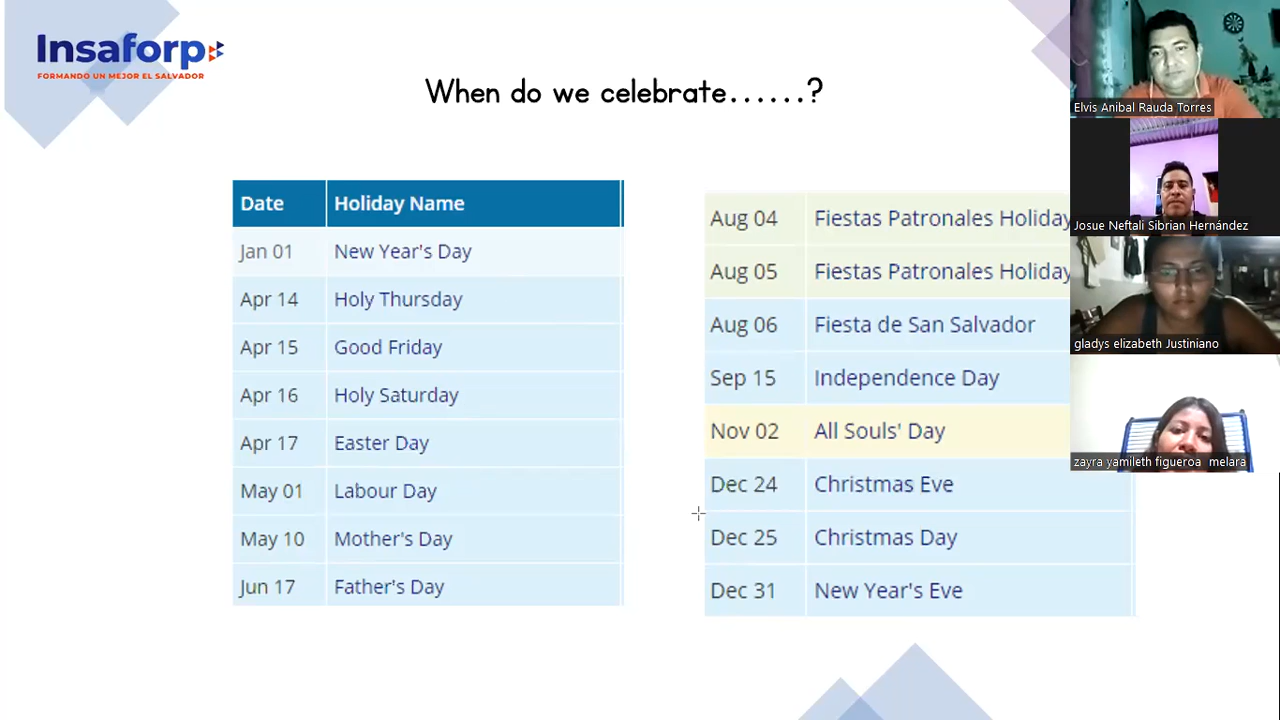 Insaforp
FORMANDO UN MEJOR EL SALVADOR
When do we celebrate......?
Date Holiday Name
Jan 01 New Year's Day
Apr 14 Holy Thursday
Apr 15 Good Friday
Apr 16 Holy Saturday
Apr 17 Easter Day
May 01 Labour Day
May 10 Mother's Day
Jun 17 Father's Day
Aug 04 Fiestas Patronales Holiday
Aug 05 Fiestas Patronales Holiday
Aug 06 Fiesta de San Salvador
Sep 15 Independence Day
Nov 02 All Souls' Day
Dec 24 Christmas Eve
Dec 25 Christmas Day
Dec 31 New Year's Eve
Elvis Anibal Rauda Torres
Josue Neftali Sibrian Hernández
gladys elizabeth Justiniano
zayra yamileth figueroa melara